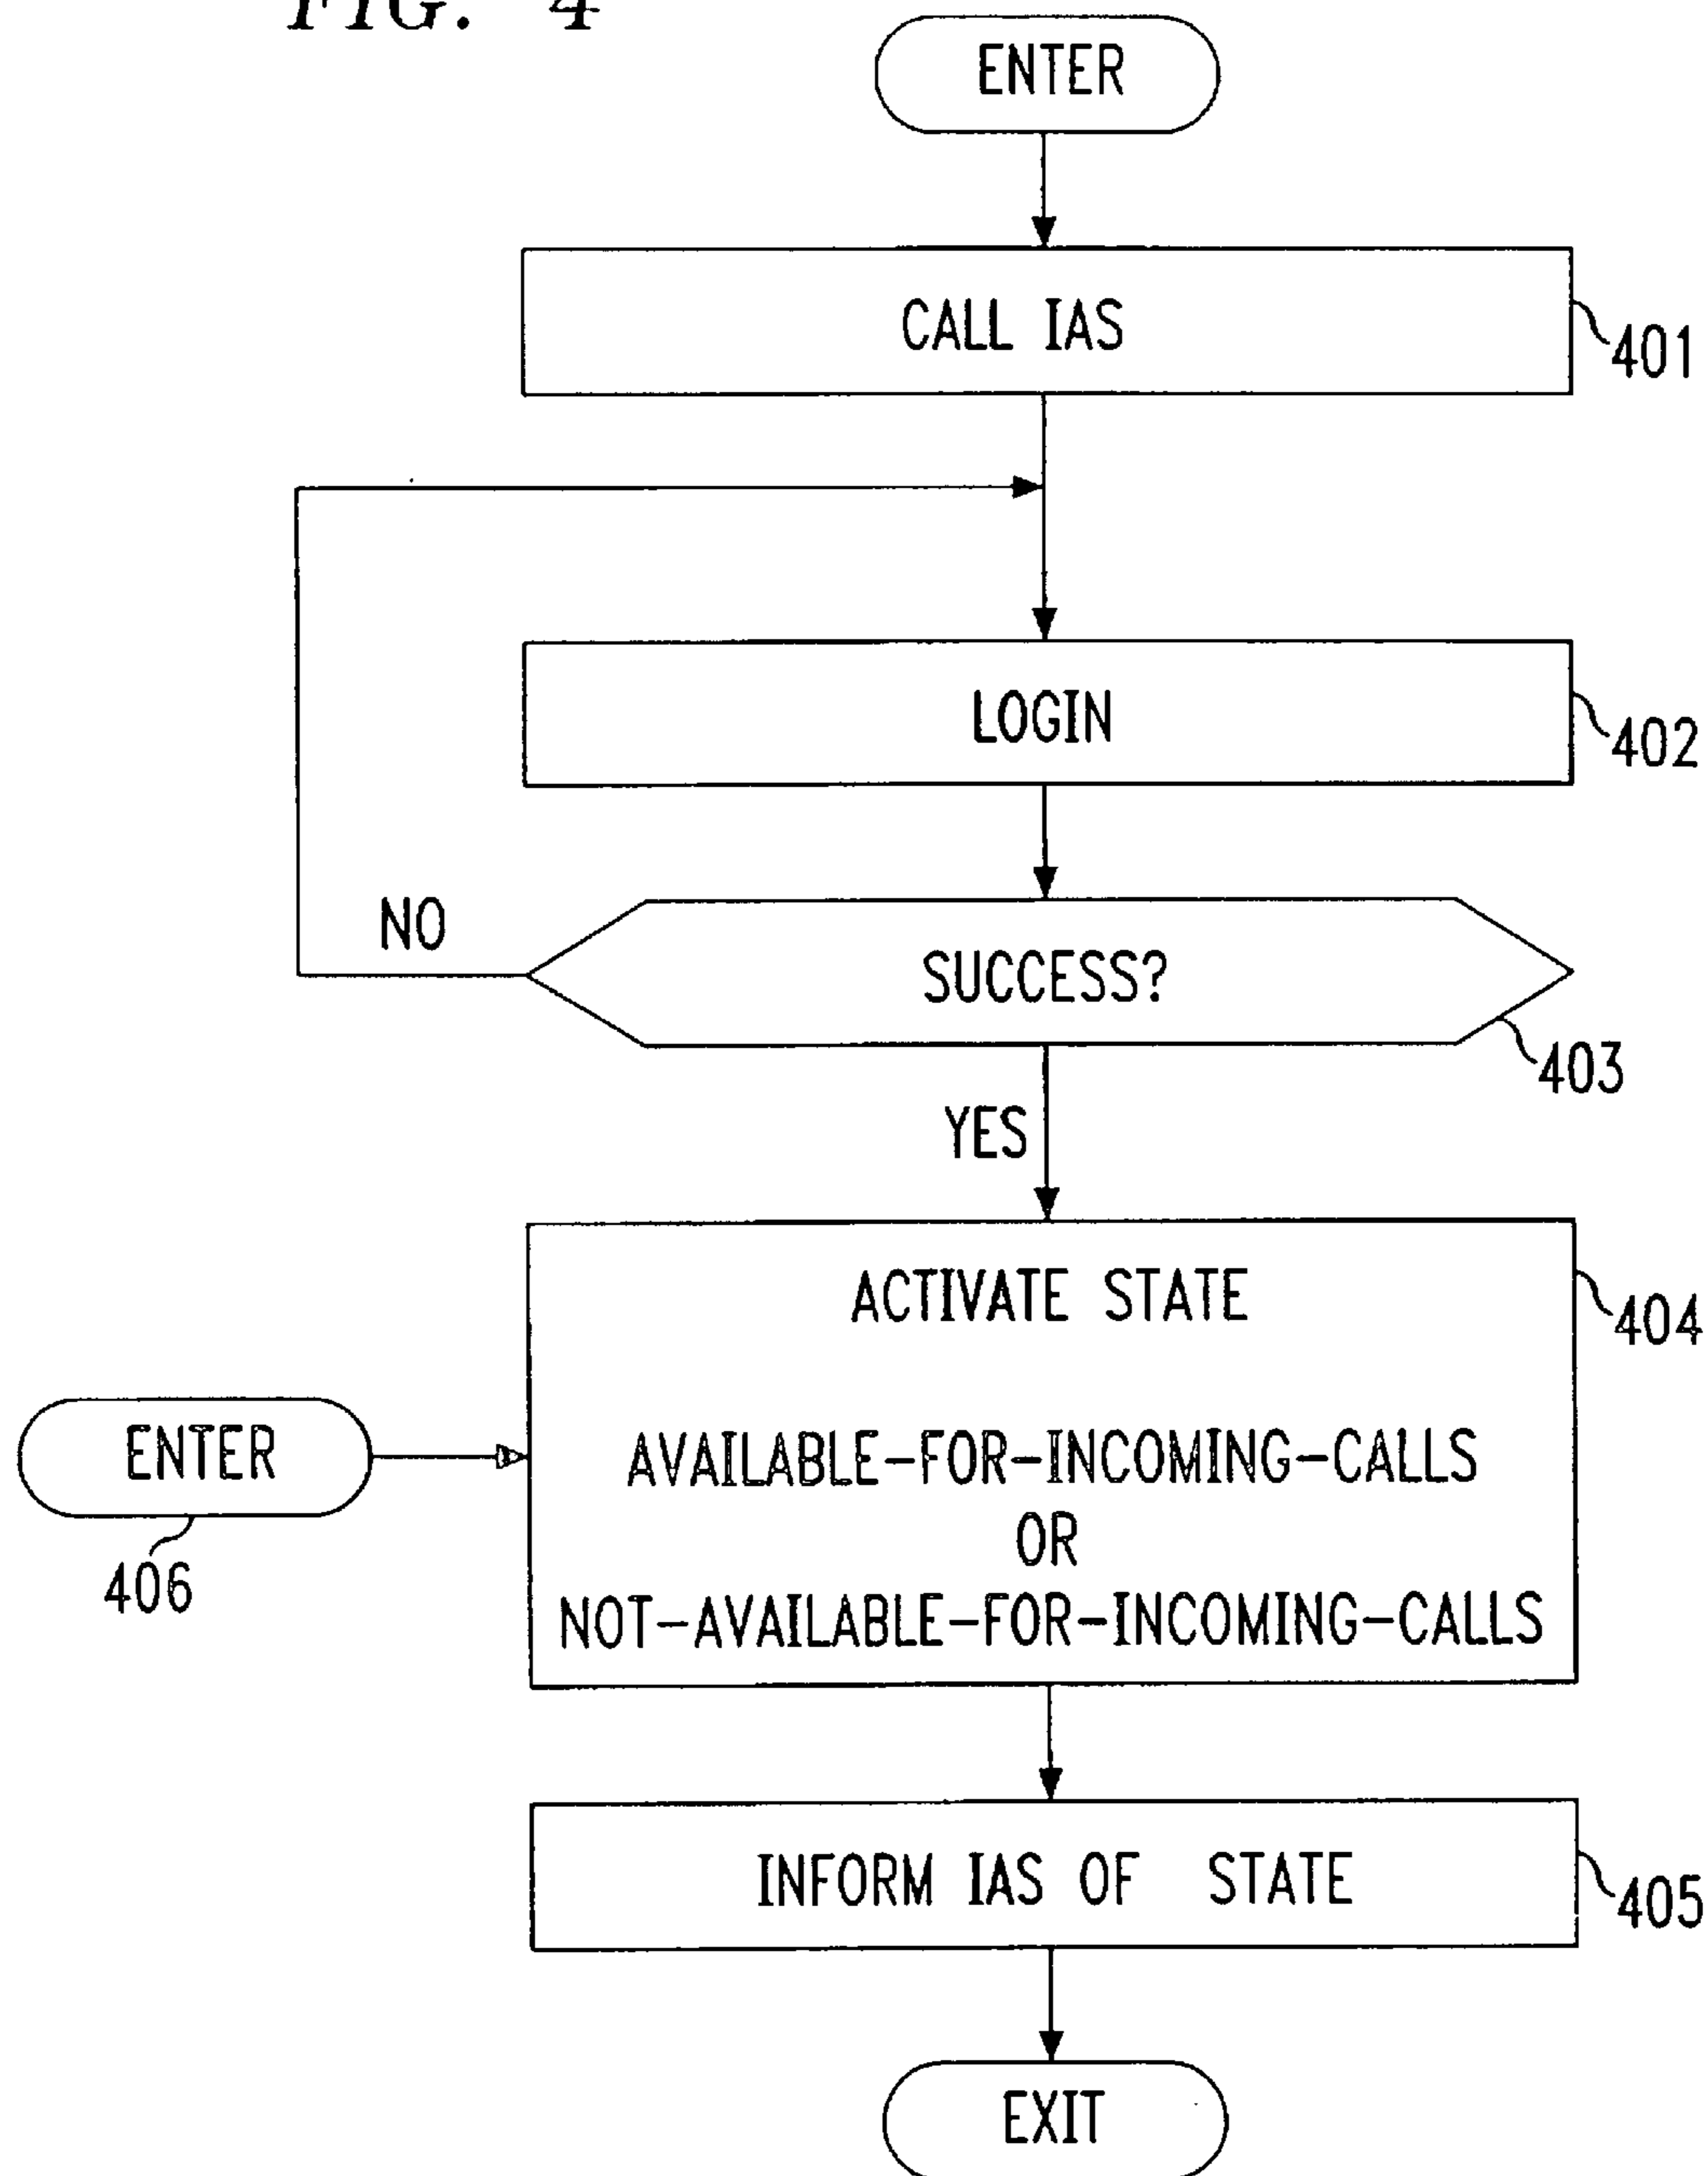 FIG. 4
ENTER
CALL IAS
401
LOGIN
402
NO
SUCCESS?
403
YES
ACTIVATE STATE
404
AVAILABLE-FOR-INCOMING-CALLS
OR
NOT-AVAILABLE-FOR-INCOMING-CALLS
ENTER
406
INFORM IAS OF STATE
405
EXIT